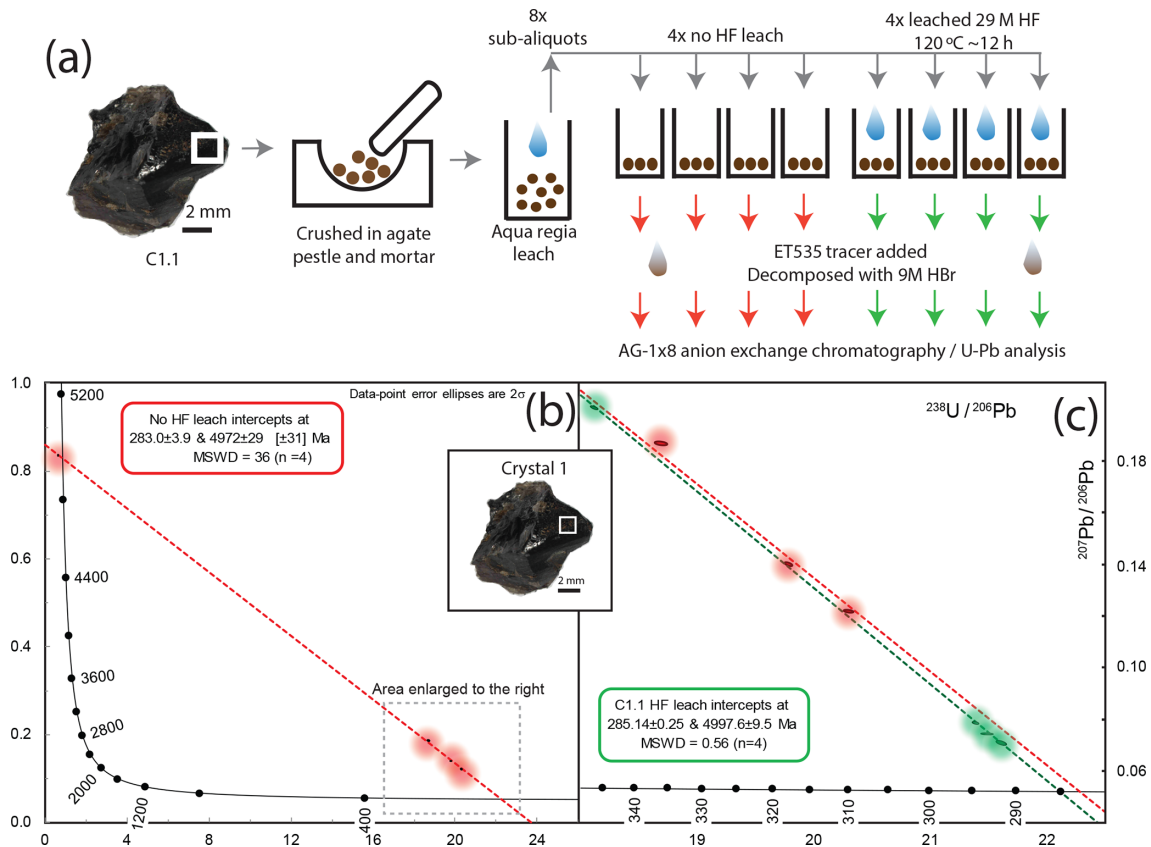 (a)
8x
sub-aliquots
4x no HF leach
4x leached 29 M HF
120 ºC ~12 h
2 mm
C1.1
Crushed in agate
pestle and mortar
Aqua regia
leach
ET535 tracer added
Decomposed with 9M HBr
AG-1x8 anion exchange chromatography / U-Pb analysis
(b)
Data-point error ellipses are 2σ
No HF leach intercepts at
283.0±3.9 & 4972±29 [±31] Ma
MSWD = 36 (n =4)
1.0
0.8
0.6
0.4
0.2
0.0
5200
4400
3600
2800
2000
1200
400
Area enlarged to the right
0
4
8
12
16
20
24
Crystal 1
2 mm
(c)
238U / 206Pb
207Pb/ 206Pb
0.18
0.14
0.10
0.06
C1.1 HF leach intercepts at
285.14±0.25 & 4997.6±9.5 Ma
MSWD = 0.56 (n=4)
340
330
320
310
300
290
19
20
21
22